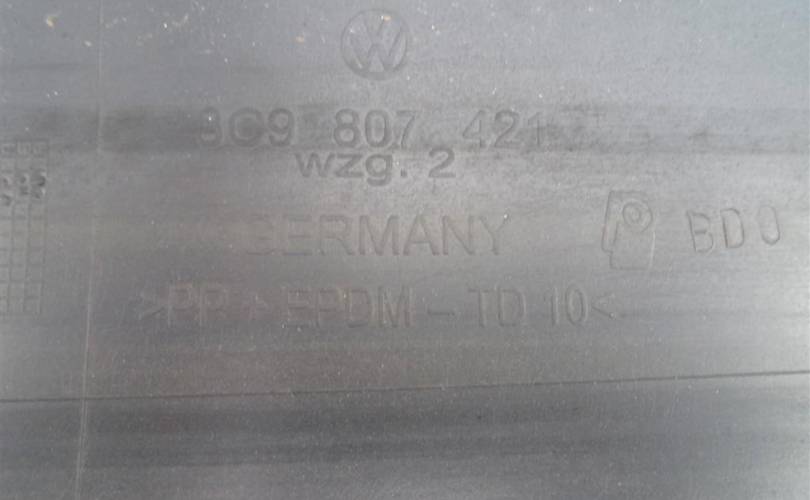 3C9 807 421
wzg. 2
GERMANY
BDO
>PP + EPDM - TD 10<